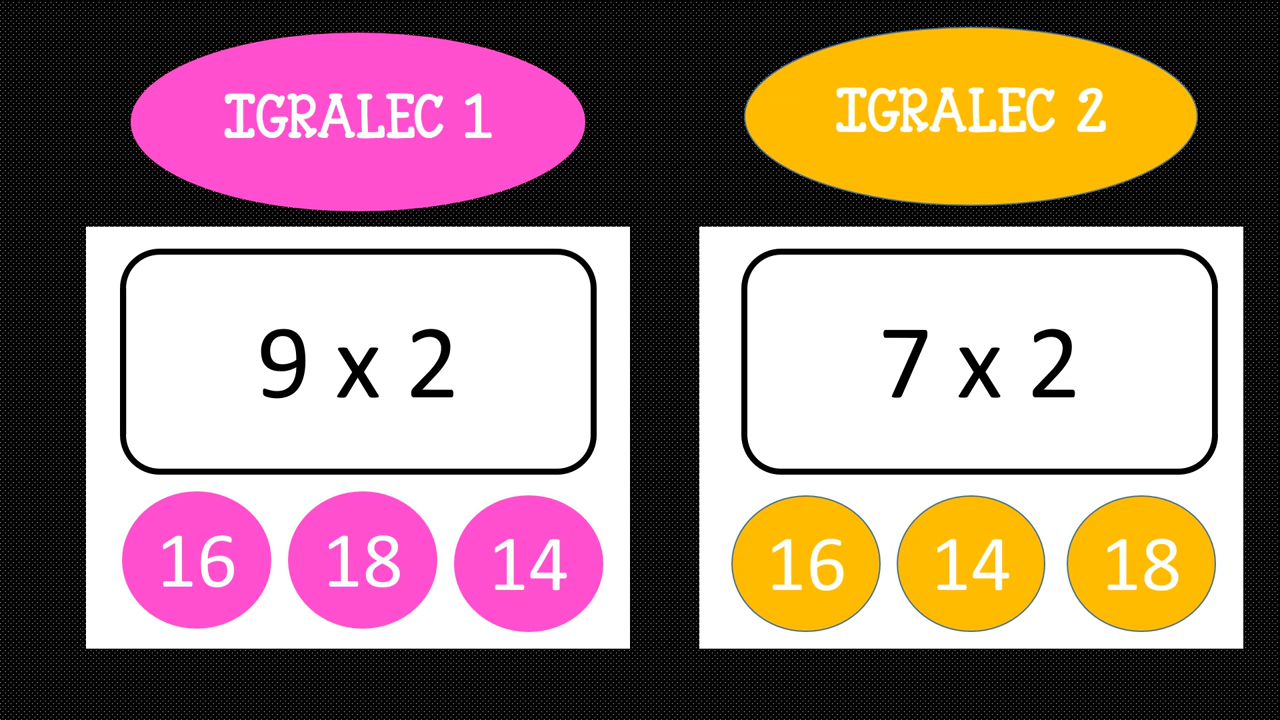 IGRALEC 1
9 x 2
16 18 14
IGRALEC 2
7 x 2
16 14 18